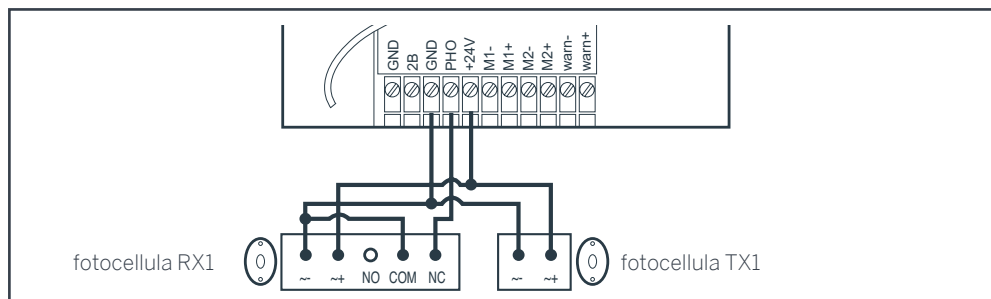 GND 2B GND PHO +24V M1- M1+ M2- M2+ warn- warn+
fotocellula RX1
~- ~+ NO COM NC
~- ~+
fotocellula TX1